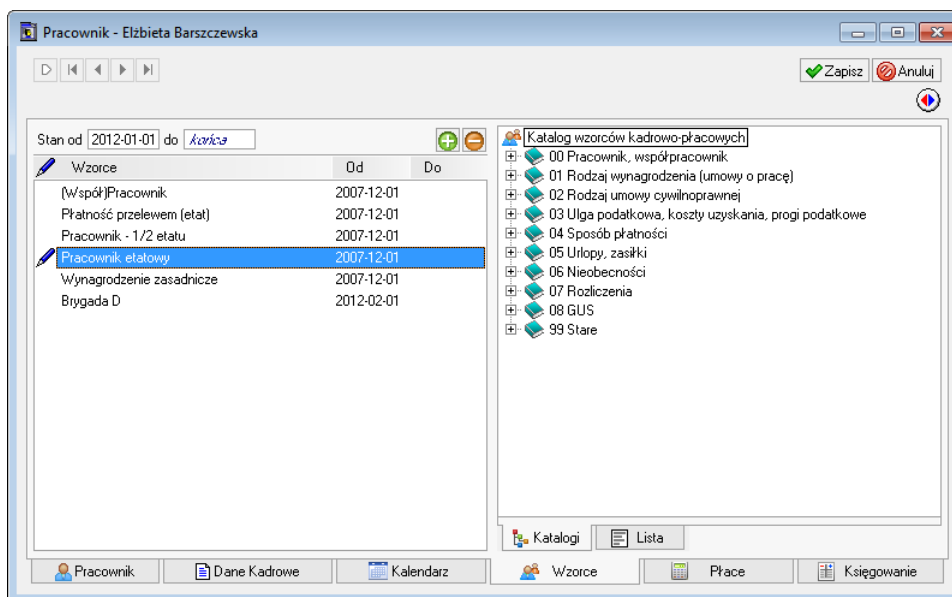 Pracownik - Elżbieta Barszczewska
D
Zapisz Anuluj
Stan od 2012-01-01 do końca
Wzorce Od Do
(Współ)Pracownik 2007-12-01
Płatność przelewem (etat) 2007-12-01
Pracownik - 1/2 etatu 2007-12-01
Pracownik etatowy 2007-12-01
Wynagrodzenie zasadnicze 2007-12-01
Brygada D 2012-02-01
Katalog wzorców kadrowo-płacowych
00 Pracownik, współpracownik
01 Rodzaj wynagrodzenia (umowy o pracę)
02 Rodzaj umowy cywilnoprawnej
03 Ulga podatkowa, koszty uzyskania, progi podatkowe
04 Sposób płatności
05 Urlopy, zasiłki
06 Nieobecności
07 Rozliczenia
08 GUS
99 Stare
Katalogi Lista
Pracownik Dane Kadrowe Kalendarz Wzorce Płace Księgowanie